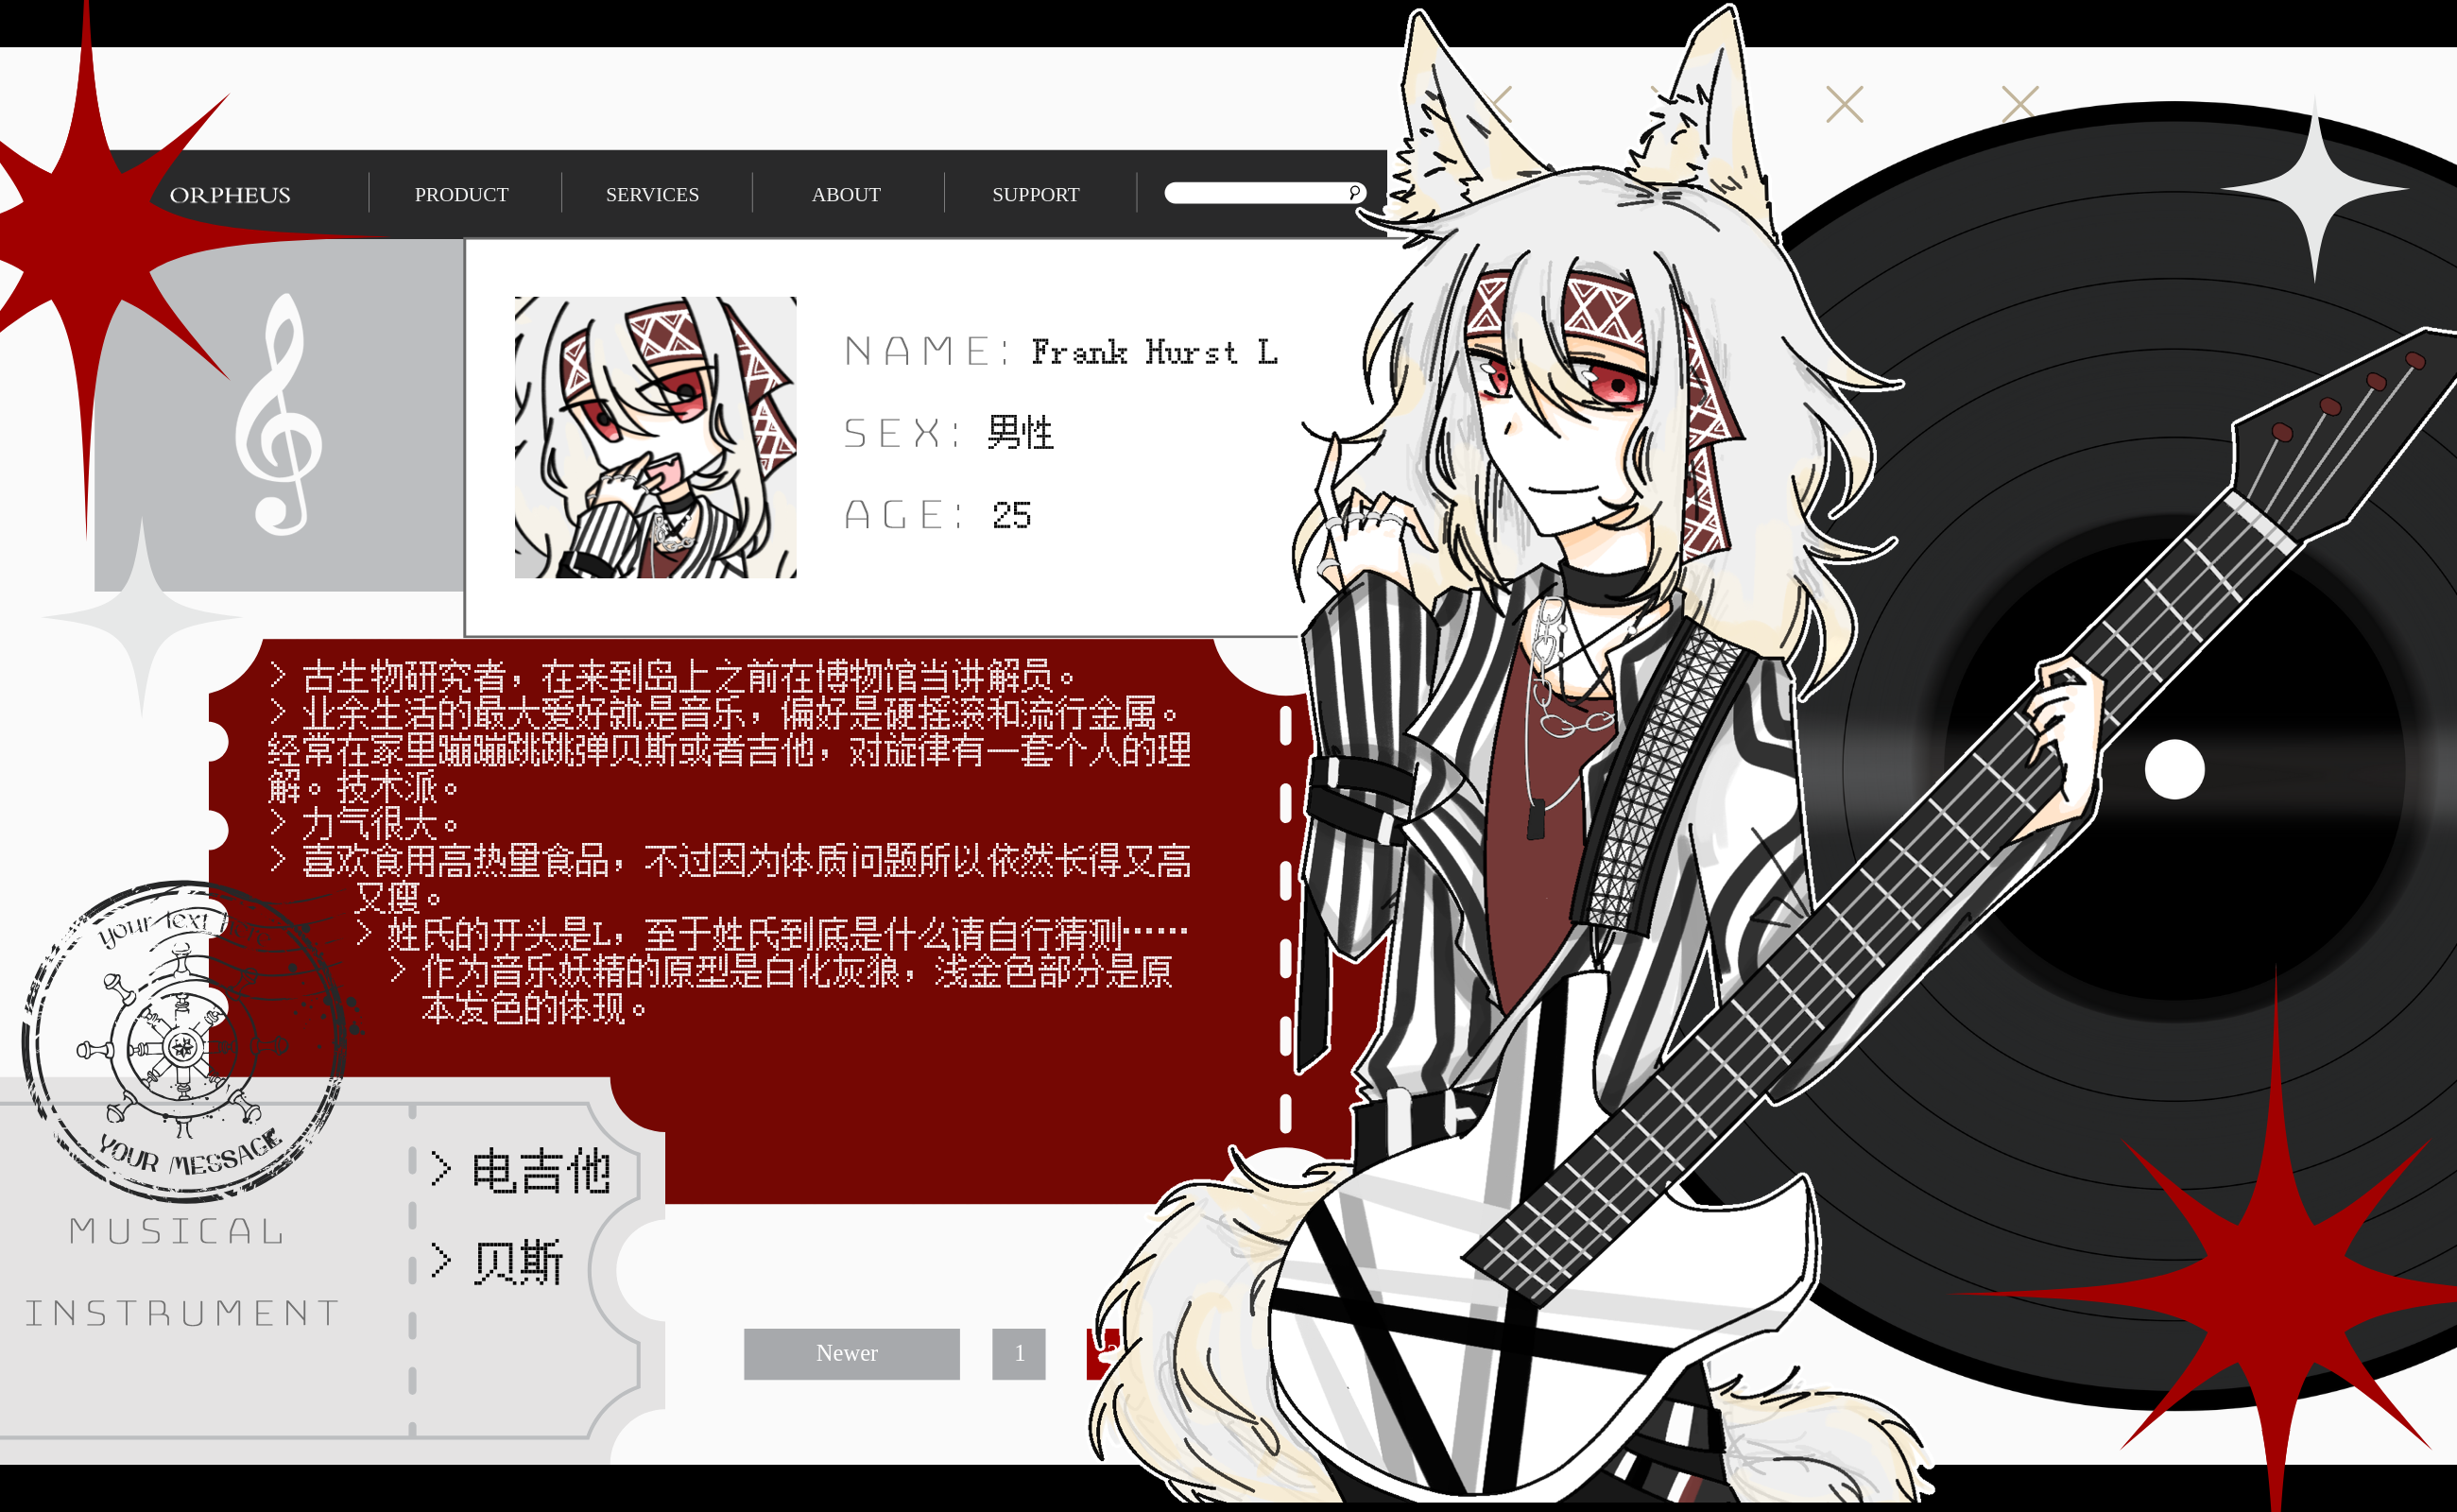 ORPHEUS PRODUCT SERVICES ABOUT SUPPORT
NAME: Frank Hurst L
SEX: 男性
AGE: 25
> 古生物研究者，在来到岛上之前在博物馆当讲解员。
> 业余生活的最大爱好就是音乐，偏好是硬摇滚和流行金属。
经常在家里蹦蹦跳跳弹贝斯或者吉他，对旋律有一套个人的理
解。技术派。
> 力气很大。
> 喜欢食用高热量食品，不过因为体质问题所以依然长得又高
又瘦。
> 姓氏的开头是L，至于姓氏到底是什么请自行猜测……
> 作为音乐妖精的原型是白化灰狼，浅金色部分是原
本发色的体现。
your text
YOUR MESSAGE
MUSICAL
INSTRUMENT
> 电吉他
> 贝斯
Newer 1